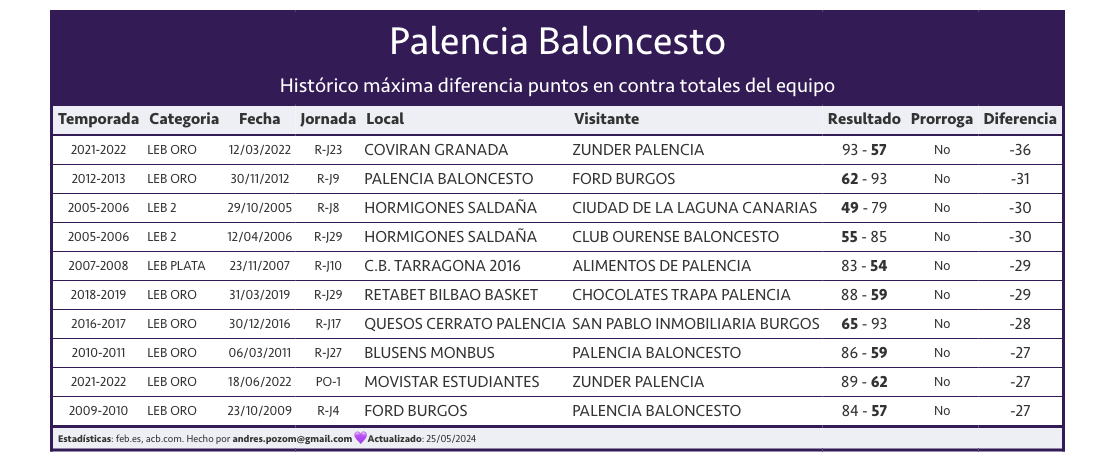 Palencia Baloncesto
Histórico máxima diferencia puntos en contra totales del equipo
Temporada Categoria Fecha Jornada Local Visitante Resultado Prorroga Diferencia
2021-2022 LEB ORO 12/03/2022 R-J23 COVIRAN GRANADA ZUNDER PALENCIA 93 - 57 No -36
2012-2013 LEB ORO 30/11/2012 R-J9 PALENCIA BALONCESTO FORD BURGOS 62 - 93 No -31
2005-2006 LEB 2 29/10/2005 R-J8 HORMIGONES SALDAÑA CIUDAD DE LA LAGUNA CANARIAS 49 - 79 No -30
2005-2006 LEB 2 12/04/2006 R-J29 HORMIGONES SALDAÑA CLUB OURENSE BALONCESTO 55 - 85 No -30
2007-2008 LEB PLATA 23/11/2007 R-J10 C.B. TARRAGONA 2016 ALIMENTOS DE PALENCIA 83 - 54 No -29
2018-2019 LEB ORO 31/03/2019 R-J29 RETABET BILBAO BASKET CHOCOLATES TRAPA PALENCIA 88 - 59 No -29
2016-2017 LEB ORO 30/12/2016 R-J17 QUESOS CERRATO PALENCIA SAN PABLO INMOBILIARIA BURGOS 65 - 93 No -28
2010-2011 LEB ORO 06/03/2011 R-J27 BLUSENS MONBUS PALENCIA BALONCESTO 86 - 59 No -27
2021-2022 LEB ORO 18/06/2022 PO-1 MOVISTAR ESTUDIANTES ZUNDER PALENCIA 89 - 62 No -27
2009-2010 LEB ORO 23/10/2009 R-J4 FORD BURGOS PALENCIA BALONCESTO 84 - 57 No -27
Estadísticas: feb.es, acb.com. Hecho por andres.pozom@gmail.com 💜Actualizado: 25/05/2024